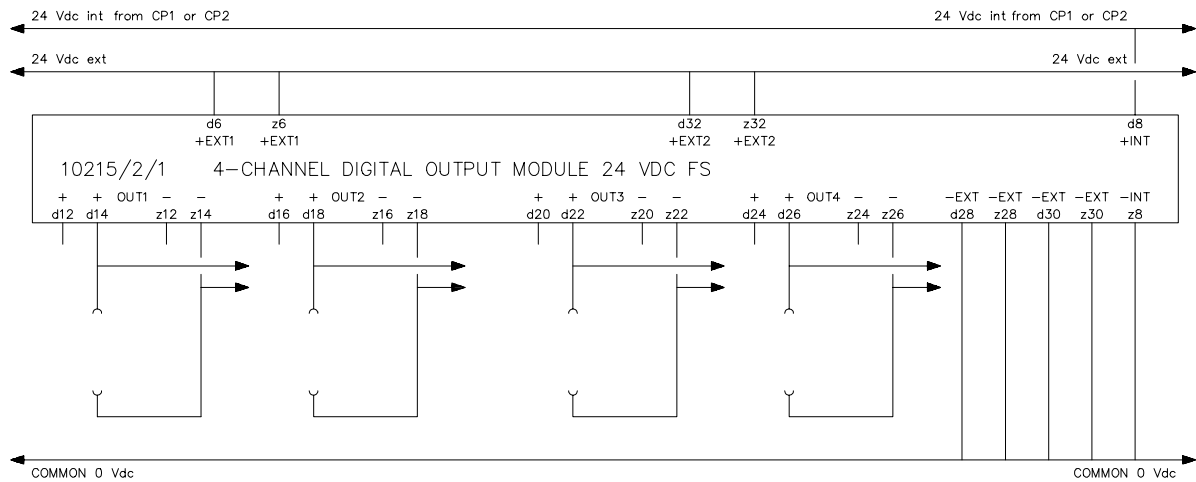 24 Vdc int from CP1 or CP2 24 Vdc int from CP1 or CP2
24 Vdc ext 24 Vdc ext
d6 z6 d32 z32 d8
+EXT1 +EXT1 +EXT2 +EXT2 +INT
10215/2/1 4-CHANNEL DIGITAL OUTPUT MODULE 24 VDC FS
+ + OUT1 - - + + OUT2 - - + + OUT3 - - + + OUT4 - - -EXT -EXT -EXT -EXT -INT
d12 d14 z12 z14 d16 d18 z16 z18 d20 d22 z20 z22 d24 d26 z24 z26 d28 z28 d30 z30 z8
COMMON 0 Vdc COMMON 0 Vdc